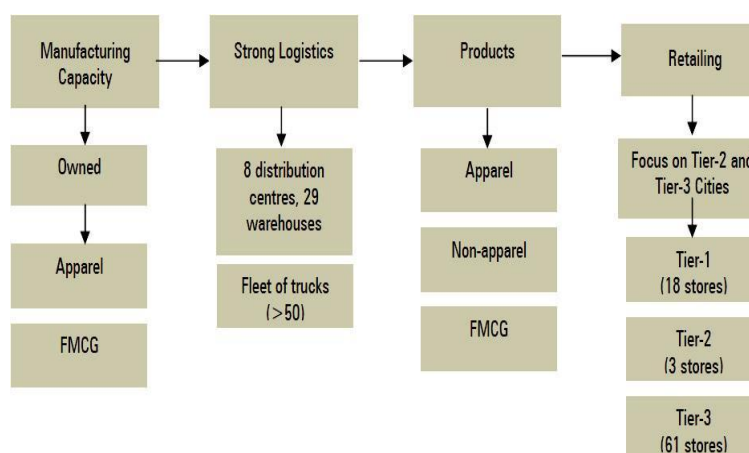 Manufacturing
Capacity
Strong Logistics
Products
Retailing
Owned
8 distribution
centres, 29
warehouses
Apparel
Focus on Tier-2 and
Tier-3 Cities
Apparel
Fleet of trucks
(>50)
Non-apparel
Tier-1
(18 stores)
FMCG
FMCG
Tier-2
(3 stores)
Tier-3
(61 stores)